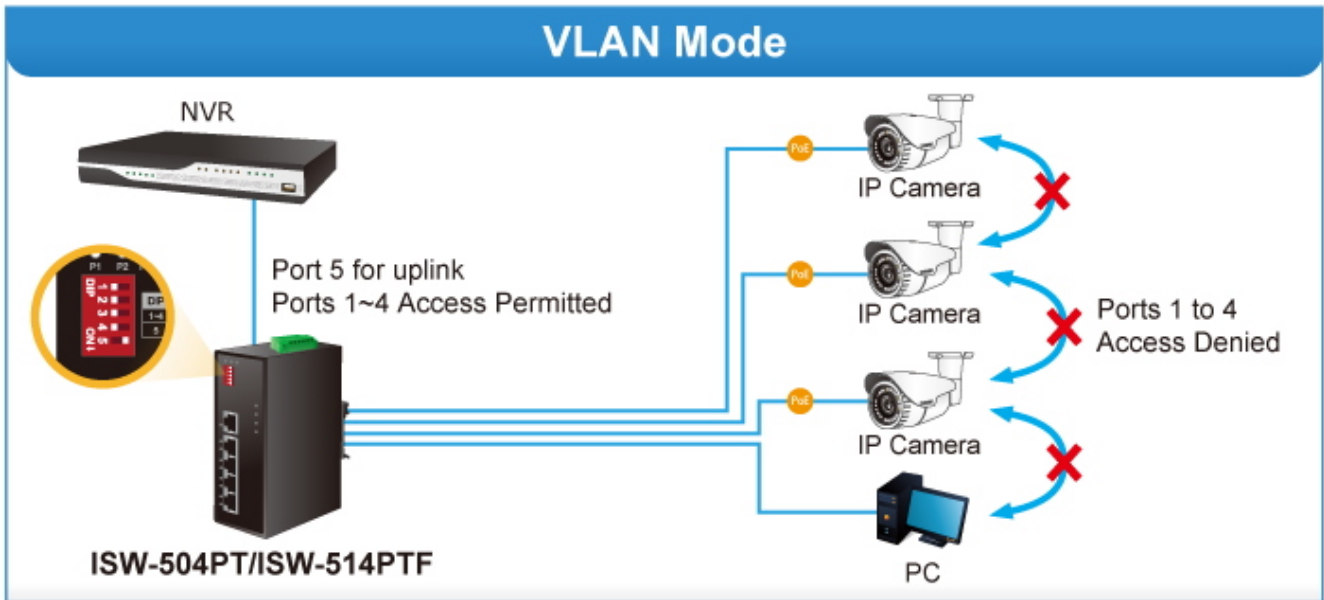 VLAN Mode
NVR
P1 P2
DIP
1 2 3 4 5
ON↓
DIP
1~4
5
Port 5 for uplink
Ports 1~4 Access Permitted
PoE
IP Camera
PoE
IP Camera
PoE
IP Camera
Ports 1 to 4
Access Denied
PC
ISW-504PT/ISW-514PTF